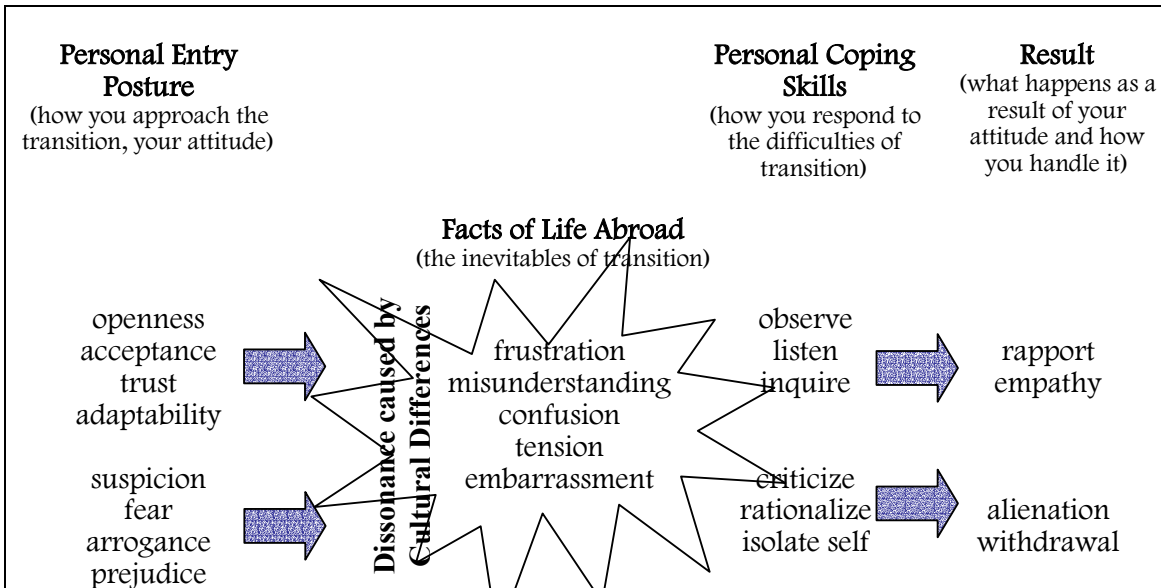 Personal Entry
Posture
(how you approach the
transition, your attitude)
Personal Coping
Skills
(how you respond to
the difficulties of
transition)
Result
(what happens as a
result of your
attitude and how
you handle it)
Facts of Life Abroad
(the inevitables of transition)
openness
acceptance
trust
adaptability
suspicion
fear
arrogance
prejudice
Dissonance caused by
Cultural Differences
frustration
misunderstanding
confusion
tension
embarrassment
observe
listen
inquire
criticize
rationalize
isolate self
rapport
empathy
alienation
withdrawal